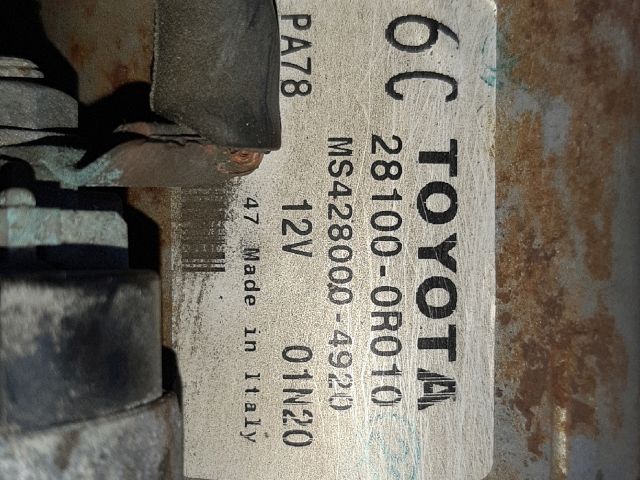 6C TOYOTA
28100-0R010
MS428000-4920
PA78 12V 01N20
47 Made in Italy